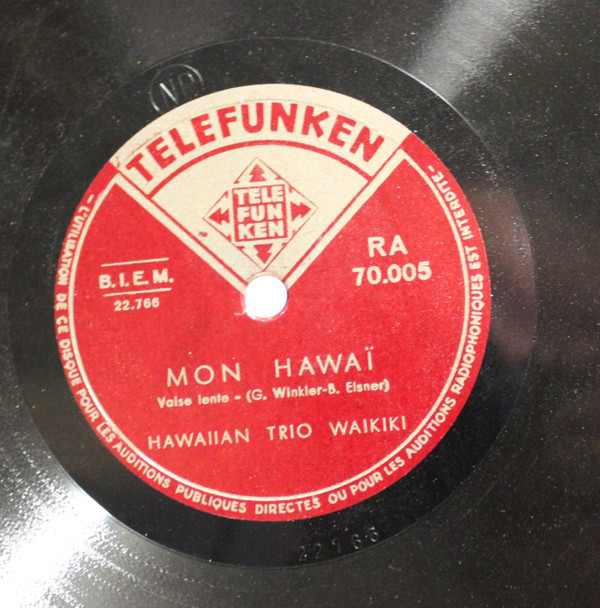 NP
TELEFUNKEN
TELE
FUN
KEN
B.I.E.M.
22.766
RA
70.005
MON HAWAÏ
Valse lente - (G. Winkler-B. Elsner)
HAWAIIAN TRIO WAIKIKI
- L'UTILISATION DE CE DISQUE POUR LES AUDITIONS PUBLIQUES DIRECTES OU POUR LES AUDITIONS RADIOPHONIQUES EST INTERDITE -
22766